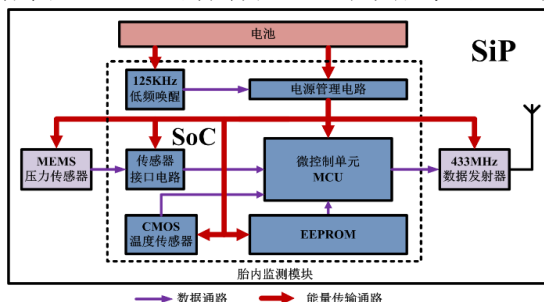 电池
SiP
125KHz
低频唤醒
电源管理电路
SoC
MEMS
压力传感器
传感器
接口电路
微控制单元
MCU
433MHz
数据发射器
CMOS
温度传感器
EEPROM
胎内监测模块
数据通路
能量传输通路